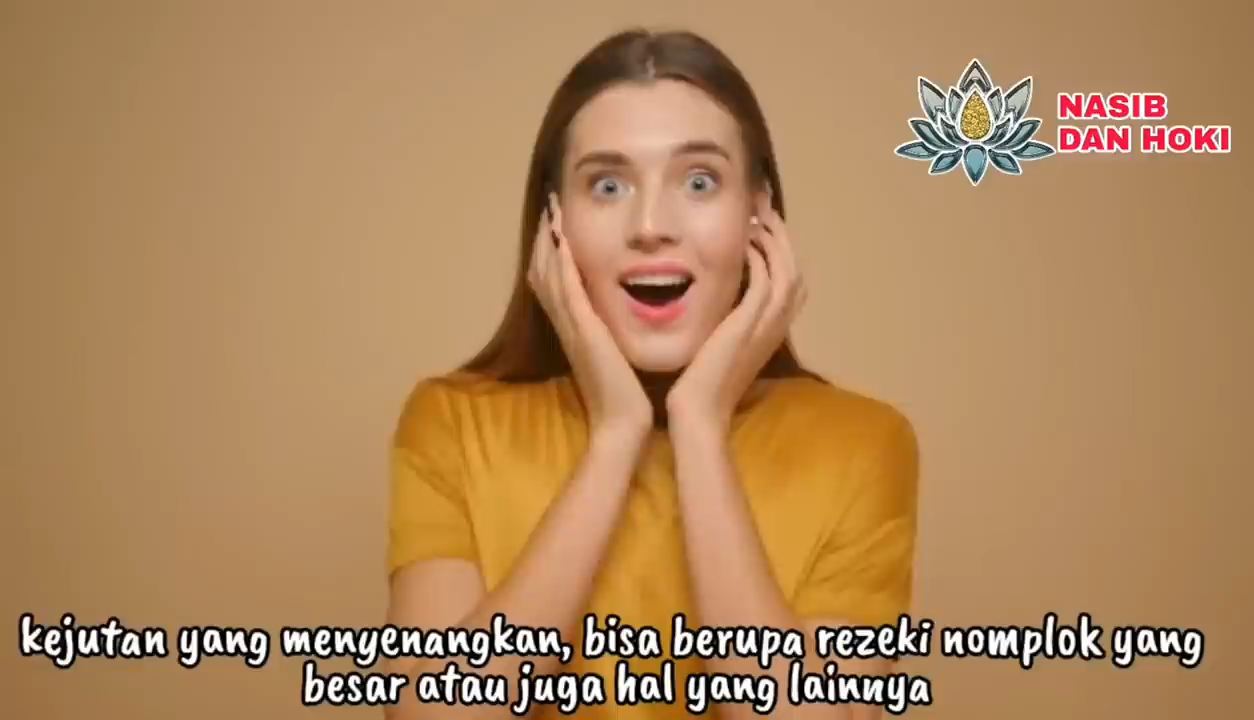 NASIB
DAN HOKI
kejutan yang menyenangkan, bisa berupa rezeki nomplok yang
besar atau juga hal yang lainnya